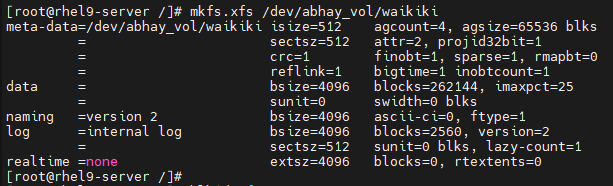 [root@rhel9-server /]# mkfs.xfs /dev/abhay_vol/waikiki
meta-data=/dev/abhay_vol/waikiki isize=512    agcount=4, agsize=65536 blks
         =                       sectsz=512   attr=2, projid32bit=1
         =                       crc=1        finobt=1, sparse=1, rmapbt=0
         =                       reflink=1    bigtime=1 inobtcount=1
data     =                       bsize=4096   blocks=262144, imaxpct=25
         =                       sunit=0      swidth=0 blks
naming   =version 2              bsize=4096   ascii-ci=0, ftype=1
log      =internal log           bsize=4096   blocks=2560, version=2
         =                       sectsz=512   sunit=0 blks, lazy-count=1
realtime =none                   extsz=4096   blocks=0, rtextents=0
[root@rhel9-server /]#